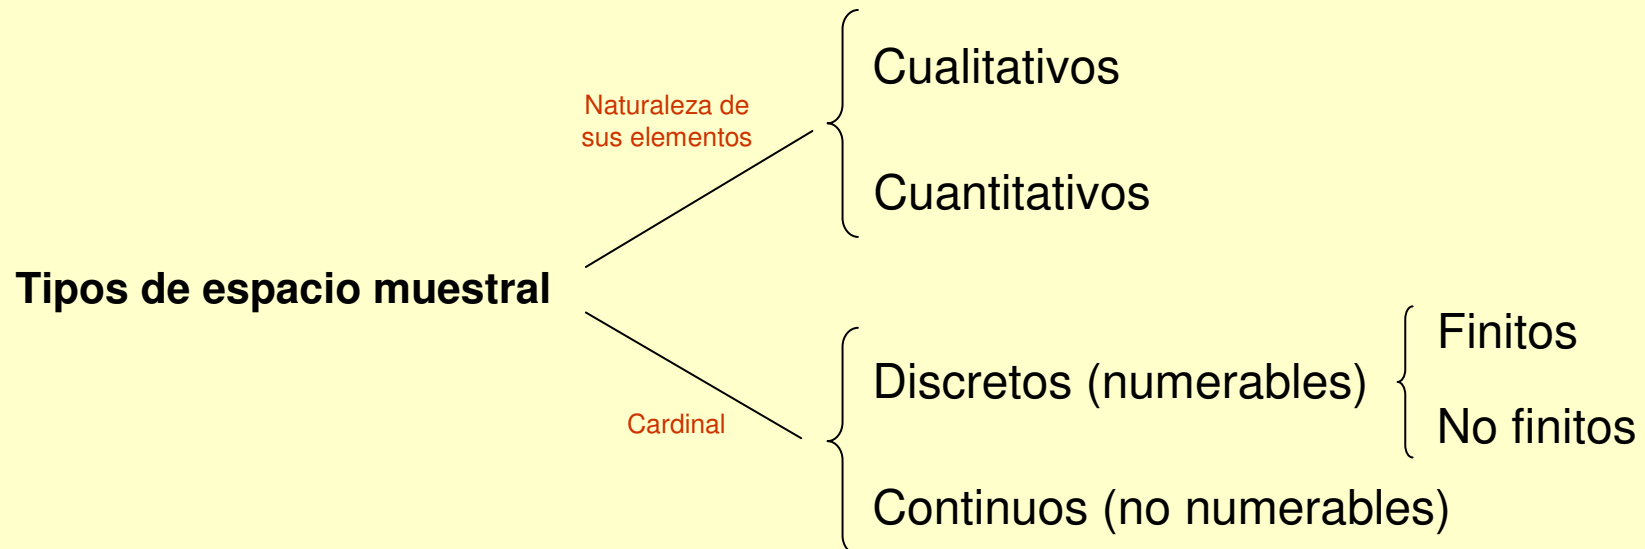 Cualitativos
Naturaleza de
sus elementos
Cuantitativos
Tipos de espacio muestral
Finitos
Discretos (numerables)
No finitos
Cardinal
Continuos (no numerables)